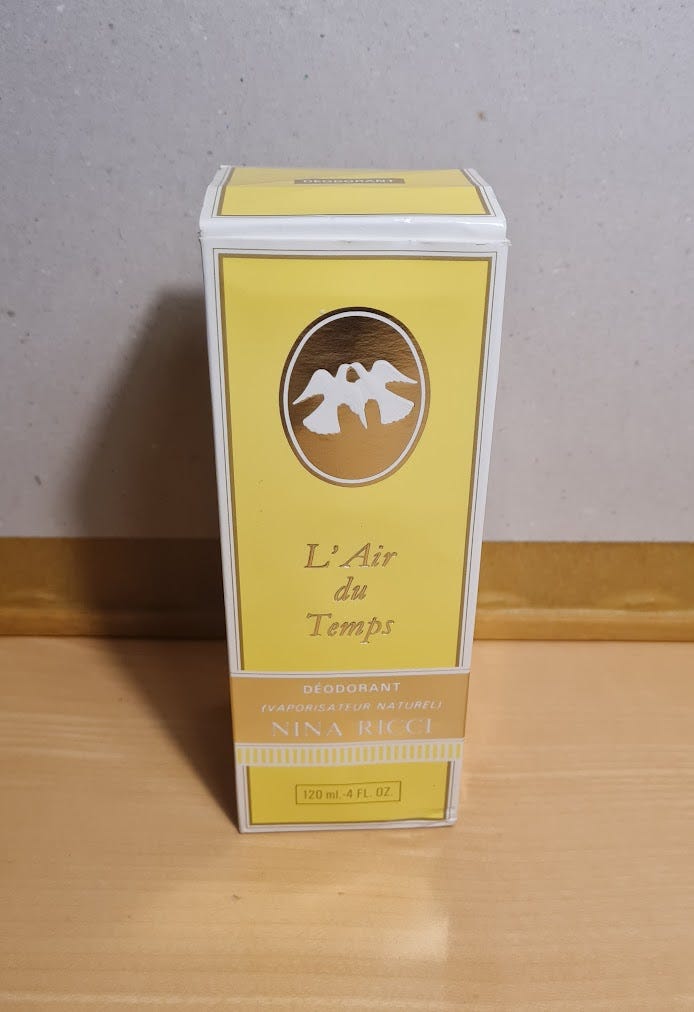 DÉODORANT
L'Air
du
Temps
DÉODORANT
(VAPORISATEUR NATUREL)
NINA RICCI
120 ml.-4 FL. OZ.